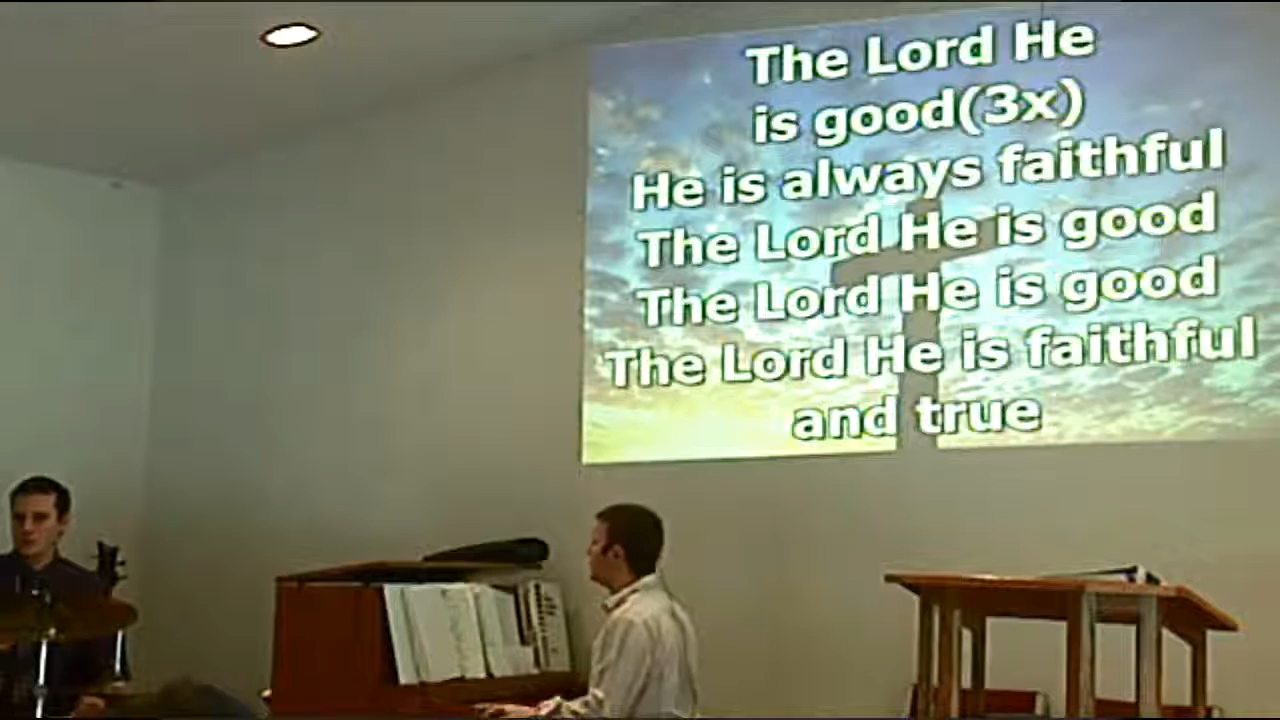 The Lord He
is good(3x)
He is always faithful
The Lord He is good
The Lord He is good
The Lord He is faithful
and true